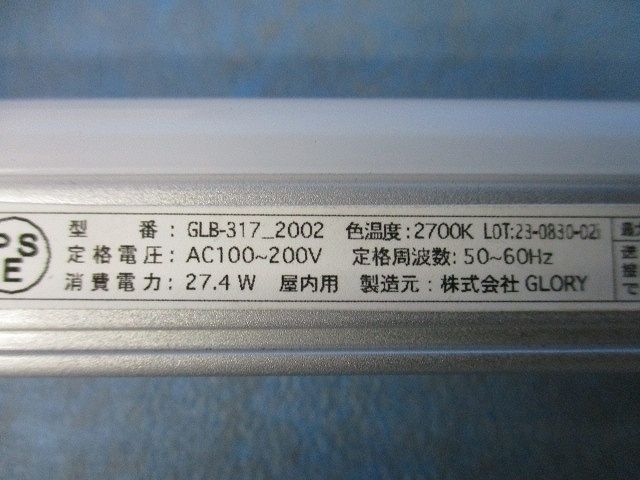 PS
E
型 番 : GLB-317_2002 色温度 : 2700K LOT:23-0830-02
定格電圧 : AC100~200V 定格周波数 : 50~60Hz
消費電力 : 27.4W 屋内用 製造元 : 株式会社 GLORY